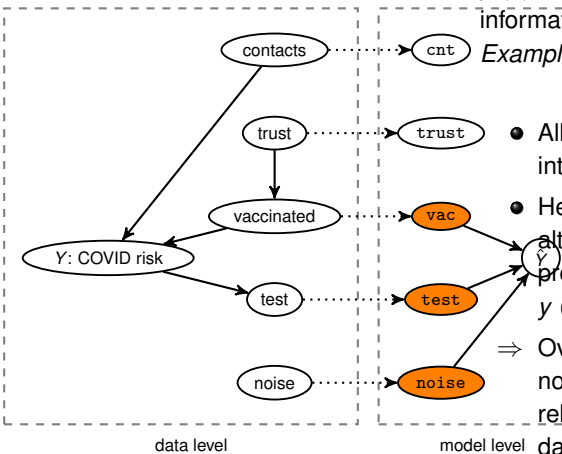 informat
contacts
cnt
Exampl
trust
trust
All
int
vaccinated
vac
He
alt
Y: COVID risk
Ŷ
pro
test
test
y (
⇒ Ov
noise
noise
no
rel
data level
model level
da